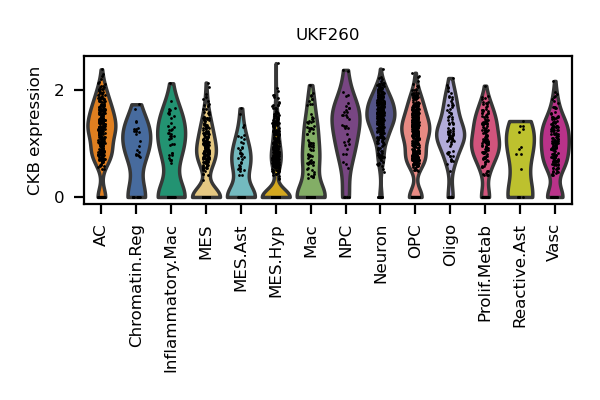 UKF260
CKB expression
2
0
AC
Chromatin.Reg
Inflammatory.Mac
MES
MES.Ast
MES.Hyp
Mac
NPC
Neuron
OPC
Oligo
Prolif.Metab
Reactive.Ast
Vasc